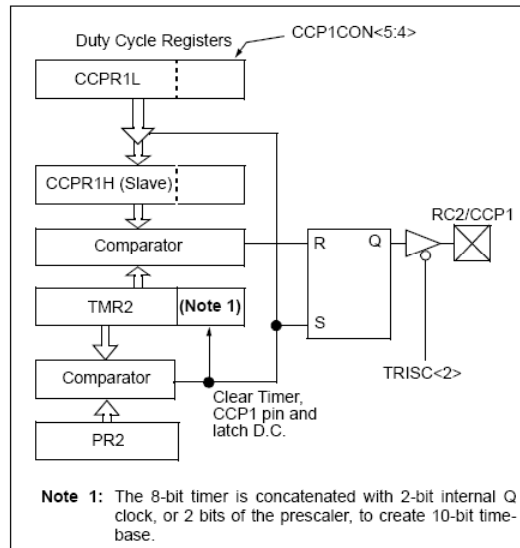 Duty Cycle Registers
CCP1CON<5:4>
CCPR1L
CCPR1H (Slave)
Comparator
TMR2
(Note 1)
Comparator
PR2
R
Q
S
RC2/CCP1
TRISC<2>
Clear Timer,
CCP1 pin and
latch D.C.
Note 1: The 8-bit timer is concatenated with 2-bit internal Q
clock, or 2 bits of the prescaler, to create 10-bit time-
base.